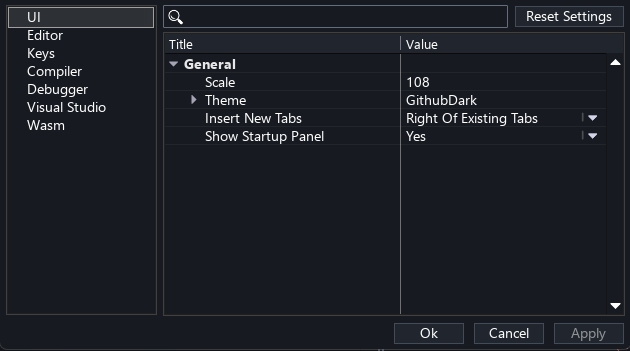 UI
Editor
Keys
Compiler
Debugger
Visual Studio
Wasm
Reset Settings
Title Value
General
Scale 108
Theme GithubDark
Insert New Tabs Right Of Existing Tabs
Show Startup Panel Yes
Ok Cancel Apply